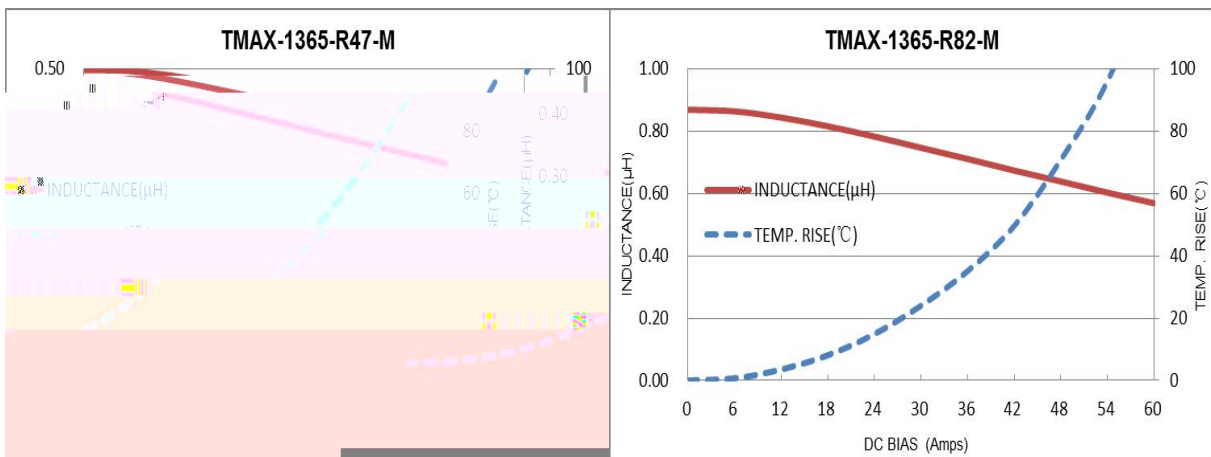 TMAX-1365-R47-M
0.50
100
0.40
80
0.30
60
INDUCTANCE(µH)
TMAX-1365-R82-M
1.00
0.80
0.60
0.40
0.20
0.00
INDUCTANCE(µH)
100
80
60
40
20
0
TEMP. RISE(℃)
INDUCTANCE(µH)
TEMP. RISE(℃)
0 6 12 18 24 30 36 42 48 54 60
DC BIAS (Amps)